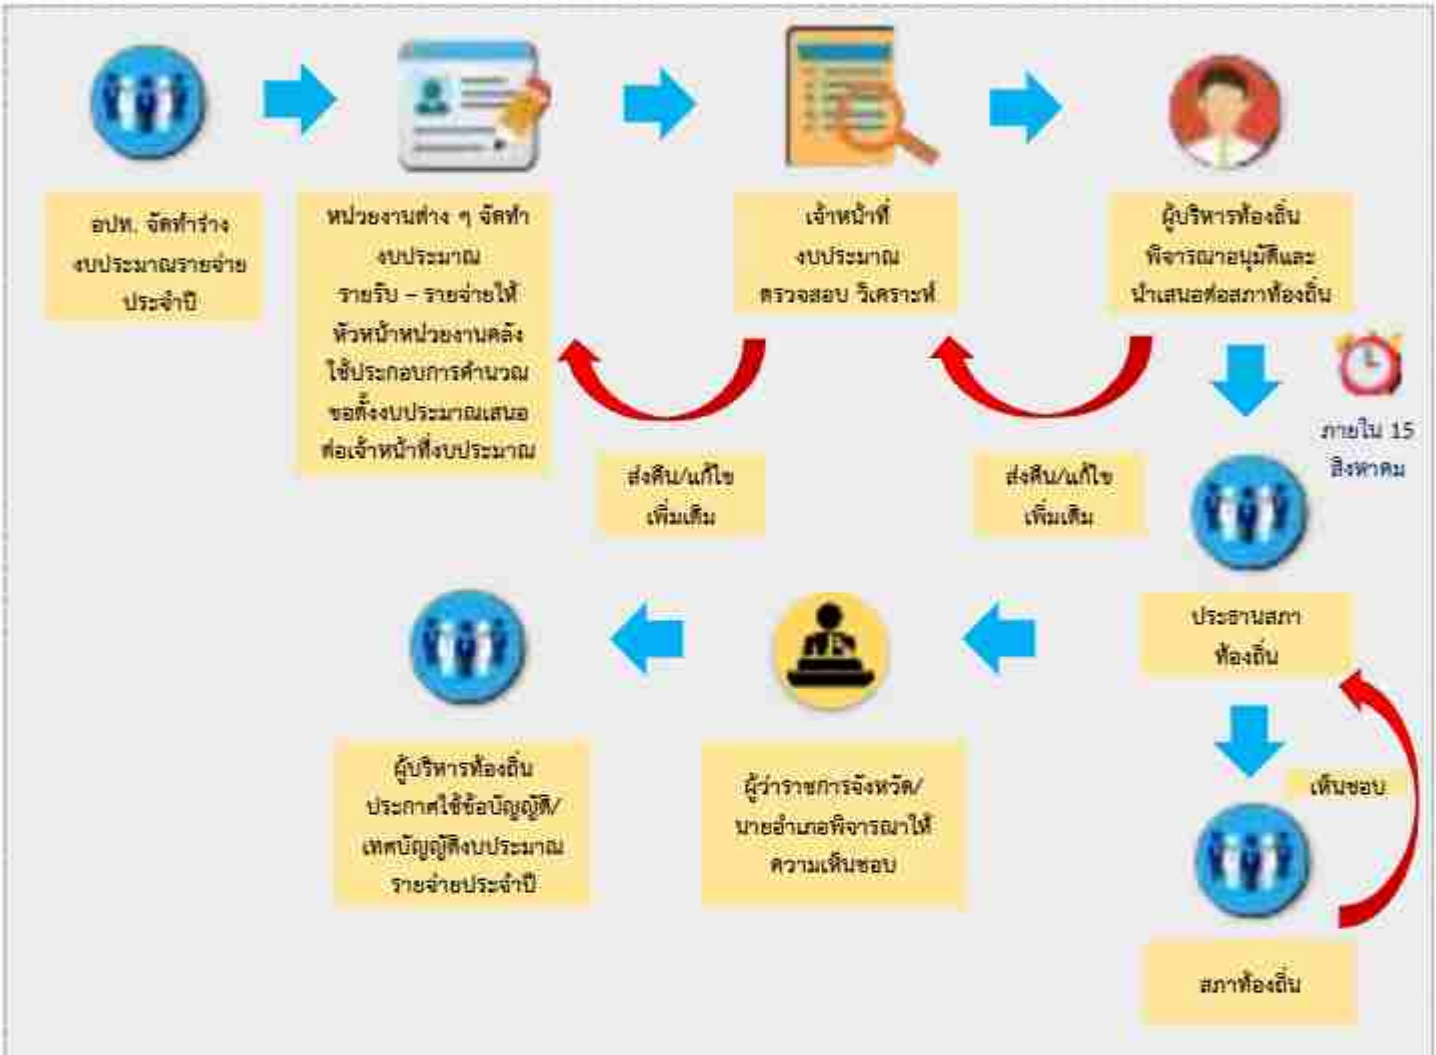 อปท. จัดทำร่าง
งบประมาณรายจ่าย
ประจำปี
หน่วยงานต่าง ๆ จัดทำ
งบประมาณ
รายรับ – รายจ่ายให้
หัวหน้าหน่วยงานคลัง
ใช้ประกอบการคำนวณ
ขอตั้งงบประมาณเสนอ
ต่อเจ้าหน้าที่งบประมาณ
เจ้าหน้าที่
งบประมาณ
ตรวจสอบ วิเคราะห์
ผู้บริหารท้องถิ่น
พิจารณาอนุมัติและ
นำเสนอต่อสภาท้องถิ่น
ส่งคืน/แก้ไข
เพิ่มเติม
ส่งคืน/แก้ไข
เพิ่มเติม
ภายใน 15
สิงหาคม
ประธานสภา
ท้องถิ่น
เห็นชอบ
สภาท้องถิ่น
ผู้ว่าราชการจังหวัด/
นายอำเภอพิจารณาให้
ความเห็นชอบ
ผู้บริหารท้องถิ่น
ประกาศใช้ข้อบัญญัติ/
เทศบัญญัติงบประมาณ
รายจ่ายประจำปี